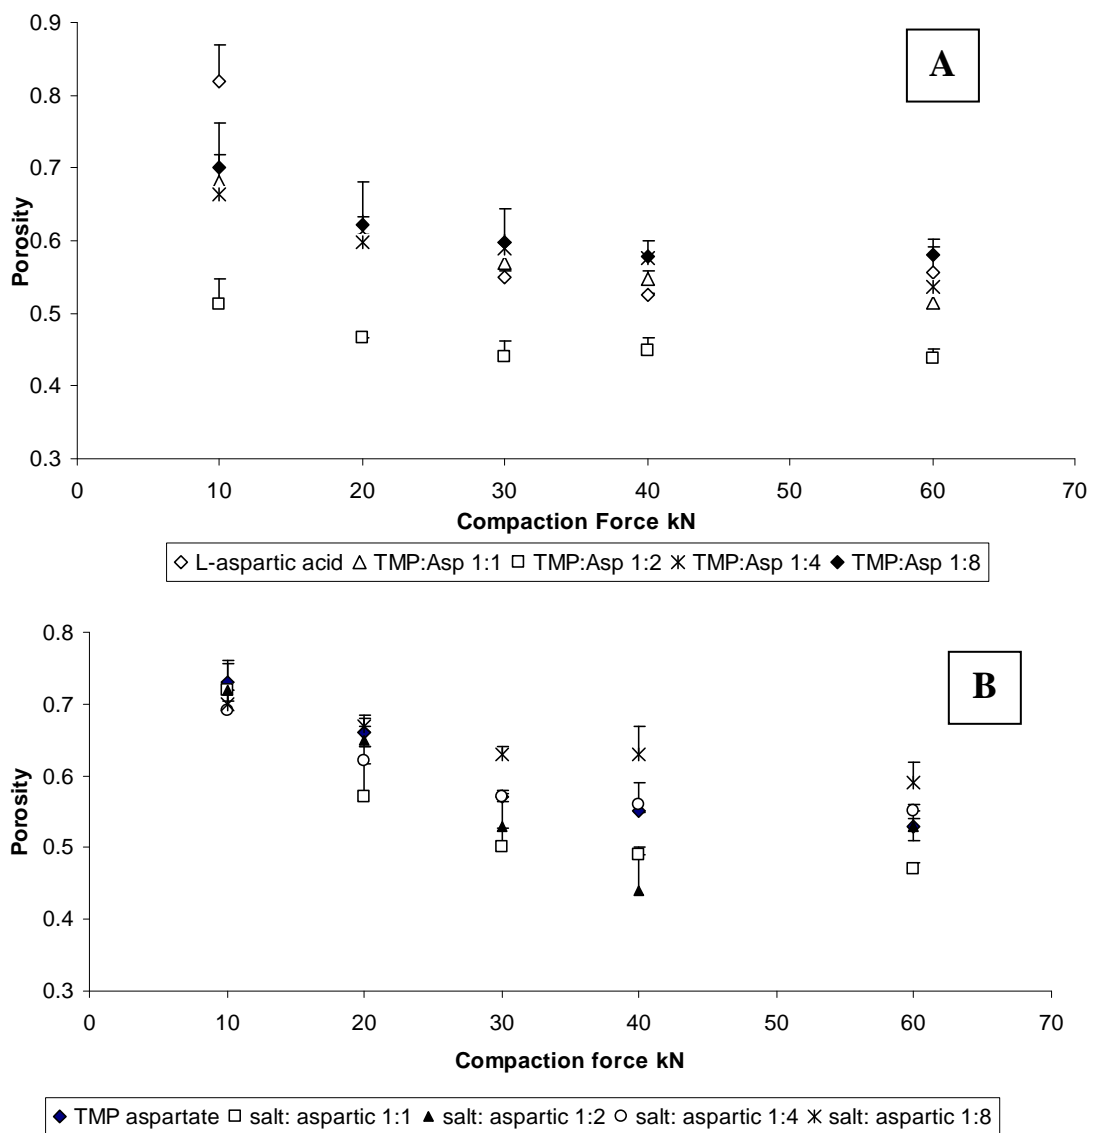 0.9
A
0.8
0.7
Porosity
0.6
0.5
0.4
0.3
0 10 20 30 40 50 60 70
Compaction Force kN
L-aspartic acid TMP:Asp 1:1 TMP:Asp 1:2 TMP:Asp 1:4 TMP:Asp 1:8
0.8
B
0.7
0.6
Porosity
0.5
0.4
0.3
0 10 20 30 40 50 60 70
Compaction force kN
TMP aspartate salt: aspartic 1:1 salt: aspartic 1:2 salt: aspartic 1:4 salt: aspartic 1:8